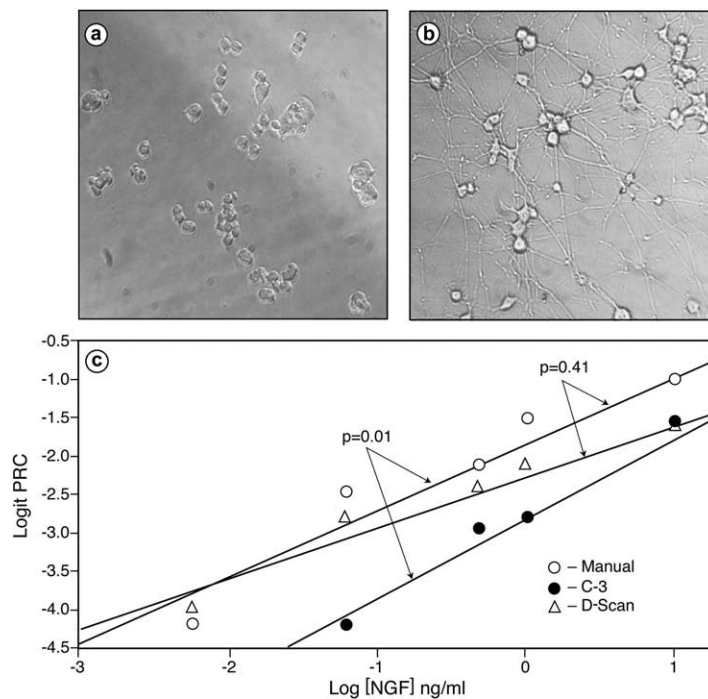 a
b
c
-0.5
-1.0
-1.5
-2.0
-2.5
-3.0
-3.5
-4.0
-4.5
Logit PRC
p=0.41
p=0.01
○ – Manual
● – C-3
△ – D-Scan
-3
-2
-1
0
1
Log [NGF] ng/ml